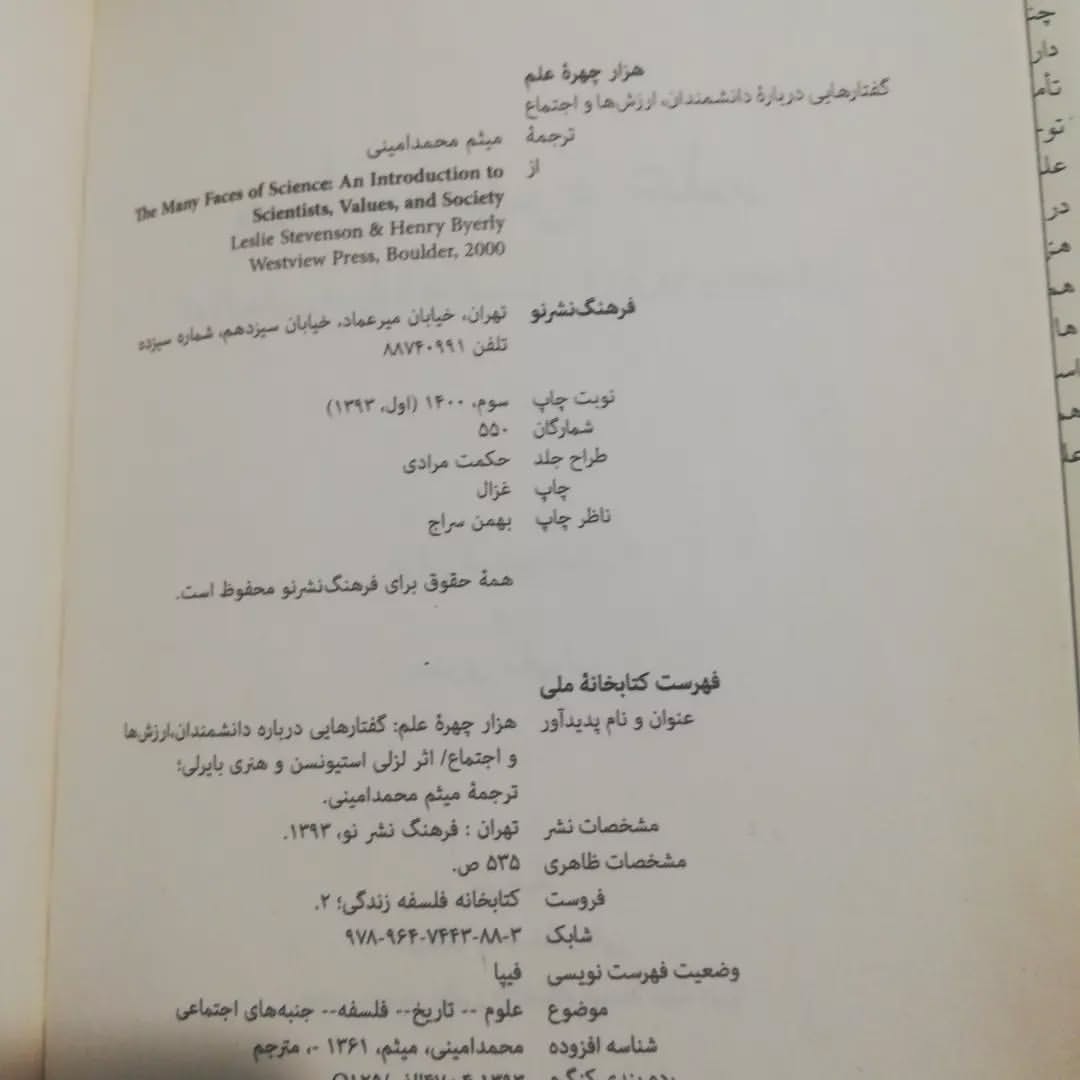 هزار چهرهٔ علم
گفتارهایی دربارهٔ دانشمندان، ارزش‌ها و اجتماع
ترجمهٔ میثم محمدامینی
از
The Many Faces of Science: An Introduction to
Scientists, Values, and Society
Leslie Stevenson & Henry Byerly
Westview Press, Boulder, 2000
فرهنگ‌نشرنو تهران، خیابان میرعماد، خیابان سیزدهم، شماره سیزده
تلفن ۸۸۷۴۰۹۹۱
نوبت چاپ سوم، ۱۴۰۰ (اول، ۱۳۹۳)
شمارگان ۵۵۰
طراح جلد حکمت مرادی
چاپ غزال
ناظر چاپ بهمن سراج
همهٔ حقوق برای فرهنگ‌نشرنو محفوظ است.
فهرست کتابخانهٔ ملی
عنوان و نام پدیدآور هزار چهرهٔ علم: گفتارهایی درباره دانشمندان،ارزش‌ها
و اجتماع/ اثر لزلی استیونسن و هنری بایرلی؛
ترجمهٔ میثم محمدامینی.
مشخصات نشر تهران : فرهنگ نشر نو، ۱۳۹۳.
مشخصات ظاهری ۵۳۵ ص.
فروست کتابخانه فلسفه زندگی؛ ۲.
شابک ۹۷۸-۹۶۴-۷۴۴۳-۸۸-۳
وضعیت فهرست نویسی فیپا
موضوع علوم -- تاریخ-- فلسفه-- جنبه‌های اجتماعی
شناسه افزوده محمدامینی، میثم، ۱۳۶۱ -، مترجم
در
ها